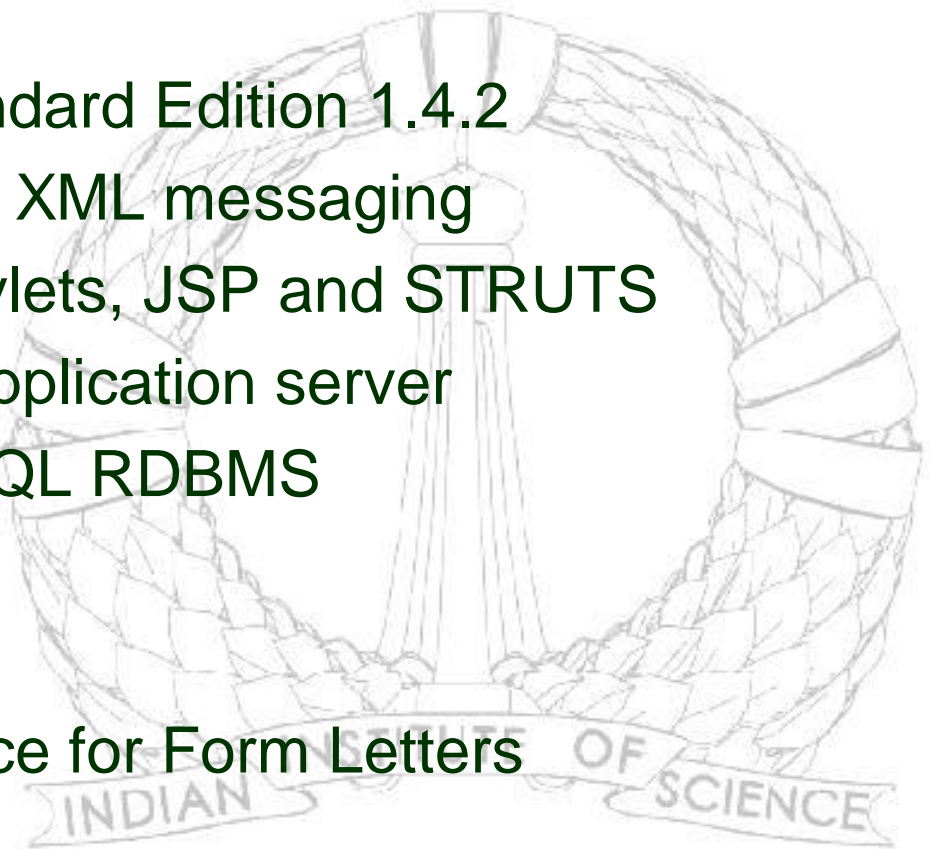 ndard Edition 1.4.2
XML messaging
vlets, JSP and STRUTS
pplication server
QL RDBMS
ce for Form Letters
INDIAN INSTITUTE OF SCIENCE